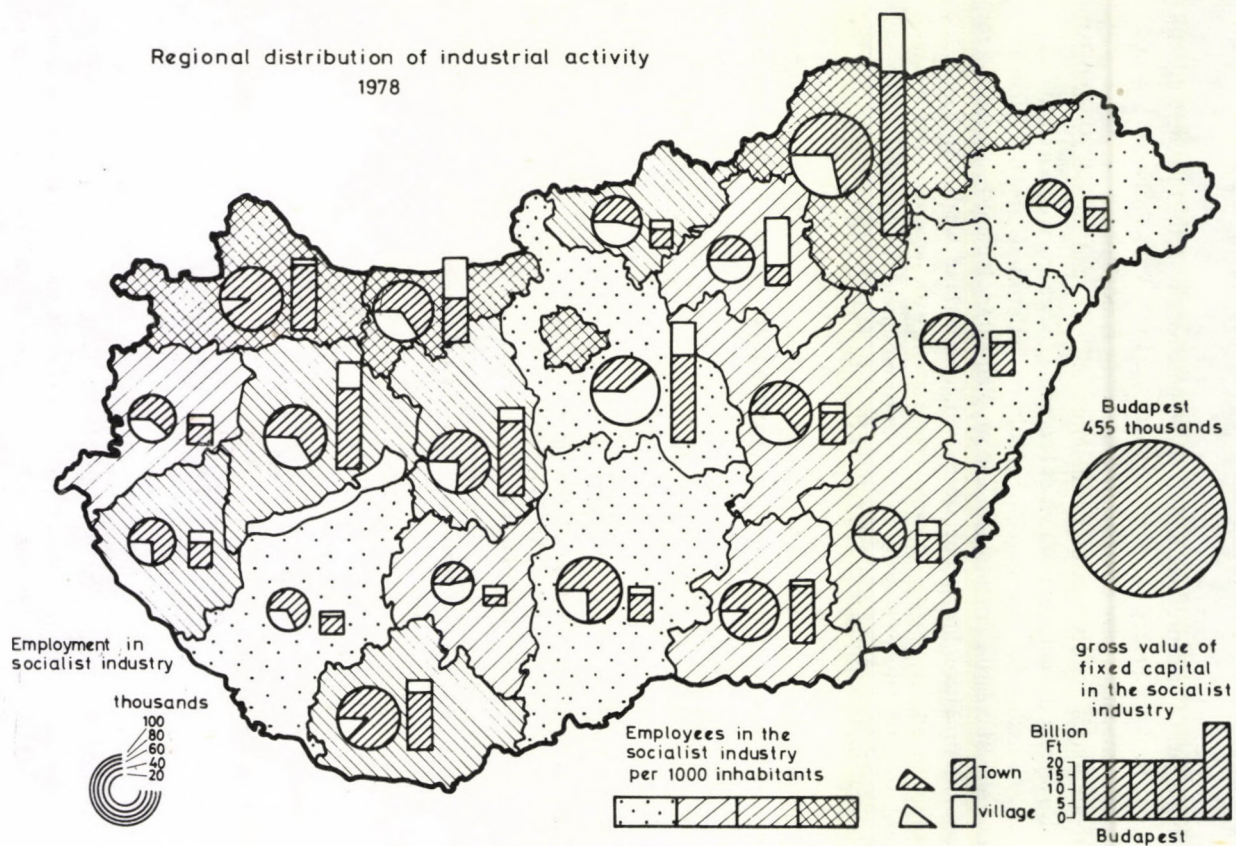 Regional distribution of industrial activity
1978
Budapest
455 thousands
Employment in
socialist industry
thousands
100
80
60
40
20
Employees in the
socialist industry
per 1000 inhabitants
Town
village
gross value of
fixed capital
in the socialist
industry
Billion
Ft
20
15
10
5
0
Budapest